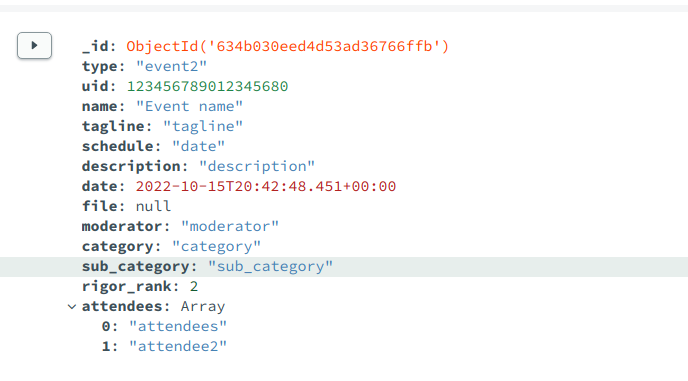 _id: ObjectId('634b030eed4d53ad36766ffb')
type: "event2"
uid: 123456789012345680
name: "Event name"
tagline: "tagline"
schedule: "date"
description: "description"
date: 2022-10-15T20:42:48.451+00:00
file: null
moderator: "moderator"
category: "category"
sub_category: "sub_category"
rigor_rank: 2
attendees: Array
0: "attendees"
1: "attendee2"